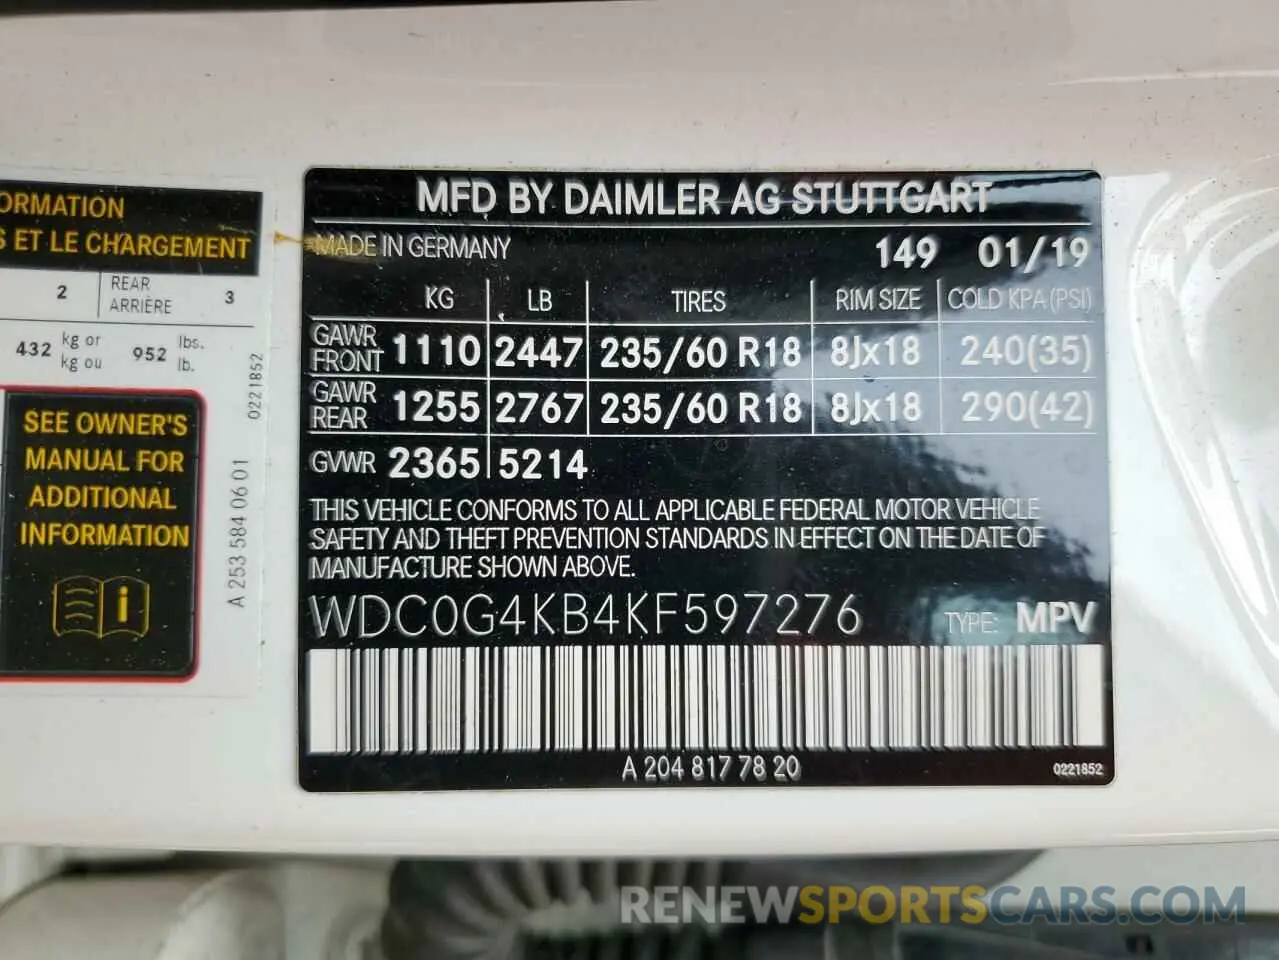 ORMATION
S ET LE CHARGEMENT
2 REAR ARRIÈRE 3
432 kg or kg ou 952 lbs. lb.
SEE OWNER'S
MANUAL FOR
ADDITIONAL
INFORMATION
i
0221852
A 253 584 06 01
MFD BY DAIMLER AG STUTTGART
MADE IN GERMANY 149 01/19
KG LB TIRES RIM SIZE COLD KPA(PSI)
GAWR FRONT 1110 2447 235/60 R18 8Jx18 240(35)
GAWR REAR 1255 2767 235/60 R18 8Jx18 290(42)
GVWR 2365 5214
THIS VEHICLE CONFORMS TO ALL APPLICABLE FEDERAL MOTOR VEHICLE
SAFETY AND THEFT PREVENTION STANDARDS IN EFFECT ON THE DATE OF
MANUFACTURE SHOWN ABOVE.
WDC0G4KB4KF597276 TYPE: MPV
A 204 817 78 20 0221852
RENEWSPORTSCARS.COM